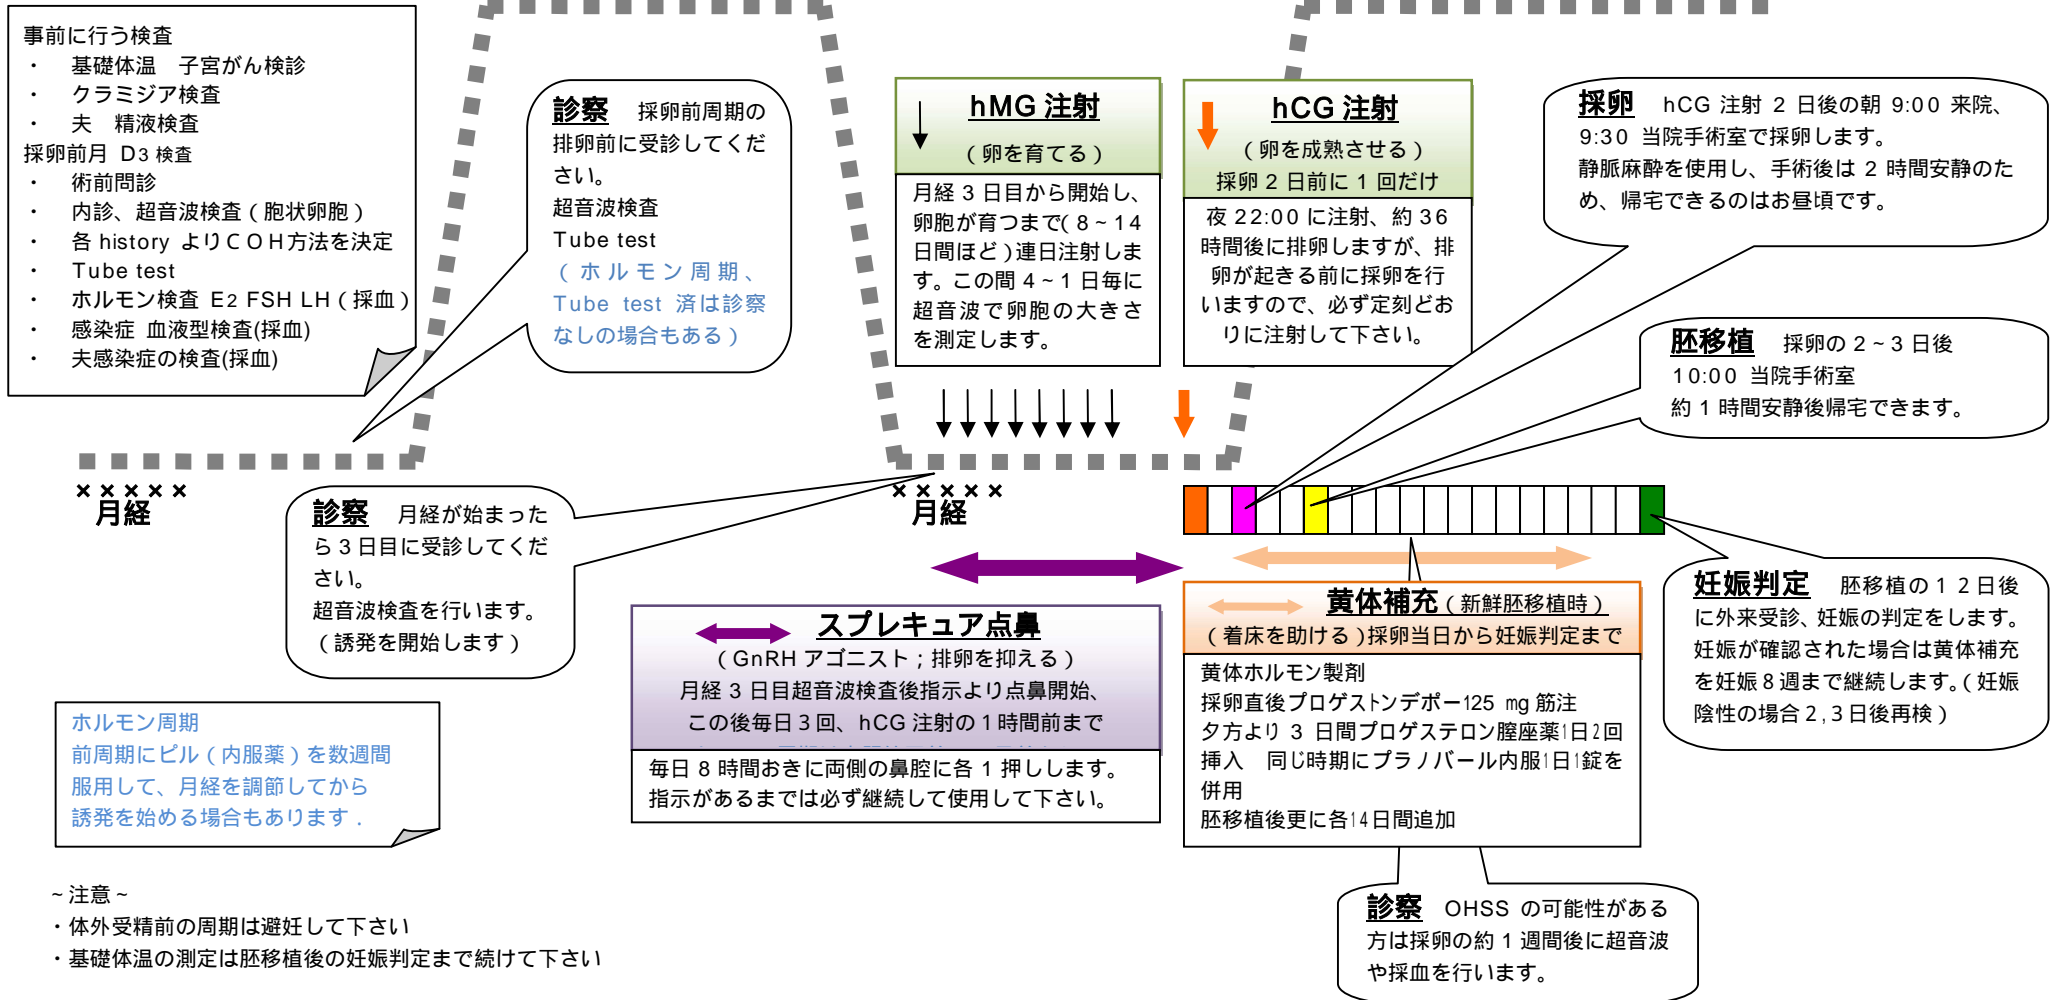 事前に行う検査
・ 基礎体温 子宮がん検診
・ クラミジア検査
・ 夫 精液検査
採卵前月 D3 検査
・ 術前問診
・ 内診、超音波検査（胞状卵胞）
・ 各 history よりＣＯＨ方法を決定
・ Tube test
・ ホルモン検査 E2 FSH LH（採血）
・ 感染症 血液型検査(採血)
・ 夫感染症の検査(採血)
診察 採卵前周期の
排卵前に受診してくだ
さい。
超音波検査
Tube test
（ホルモン周期、
Tube test 済は診察
なしの場合もある）
hMG 注射
（卵を育てる）
月経 3 日目から開始し、
卵胞が育つまで（8～14
日間ほど）連日注射しま
す。この間 4～1 日毎に
超音波で卵胞の大きさ
を測定します。
hCG 注射
（卵を成熟させる）
採卵 2 日前に 1 回だけ
夜 22:00 に注射、約 36
時間後に排卵しますが、排
卵が起きる前に採卵を行
いますので、必ず定刻どお
りに注射して下さい。
採卵 hCG 注射 2 日後の朝 9:00 来院、
9:30 当院手術室で採卵します。
静脈麻酔を使用し、手術後は 2 時間安静のた
め、帰宅できるのはお昼頃です。
胚移植 採卵の 2～3 日後
10:00 当院手術室
約 1 時間安静後帰宅できます。
×××××
月経
×××××
月経
診察 月経が始まった
ら３日目に受診してくだ
さい。
超音波検査を行います。
（誘発を開始します）
スプレキュア点鼻
（GnRH アゴニスト；排卵を抑える）
月経 3 日目超音波検査後指示より点鼻開始、
この後毎日３回、hCG 注射の１時間前まで
毎日 8 時間おきに両側の鼻腔に各 1 押しします。
指示があるまでは必ず継続して使用して下さい。
黄体補充（新鮮胚移植時）
（着床を助ける）採卵当日から妊娠判定まで
黄体ホルモン製剤
採卵直後プロゲストンデポー125 mg 筋注
夕方より 3 日間プロゲステロン膣座薬1日2回
挿入 同じ時期にプラノバール内服1日1錠を
併用
胚移植後更に各14日間追加
妊娠判定 胚移植の１２日後
に外来受診、妊娠の判定をします。
妊娠が確認された場合は黄体補充
を妊娠８週まで継続します。（妊娠
陰性の場合２,３日後再検）
診察 OHSS の可能性がある
方は採卵の約１週間後に超音波
や採血を行います。
ホルモン周期
前周期にピル（内服薬）を数週間
服用して、月経を調節してから
誘発を始める場合もあります．
～注意～
・体外受精前の周期は避妊して下さい
・基礎体温の測定は胚移植後の妊娠判定まで続けて下さい